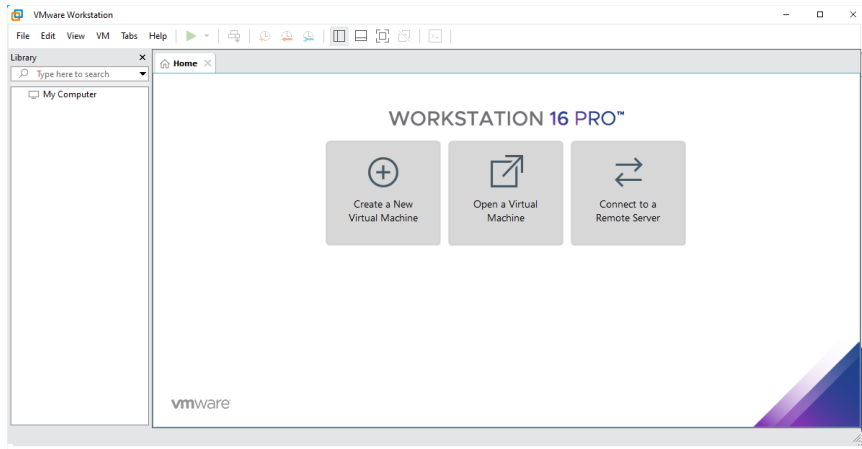 VMware Workstation
File Edit View VM Tabs Help
Library
Home
Type here to search
My Computer
WORKSTATION 16 PRO™
Create a New
Virtual Machine
Open a Virtual
Machine
Connect to a
Remote Server
vmware